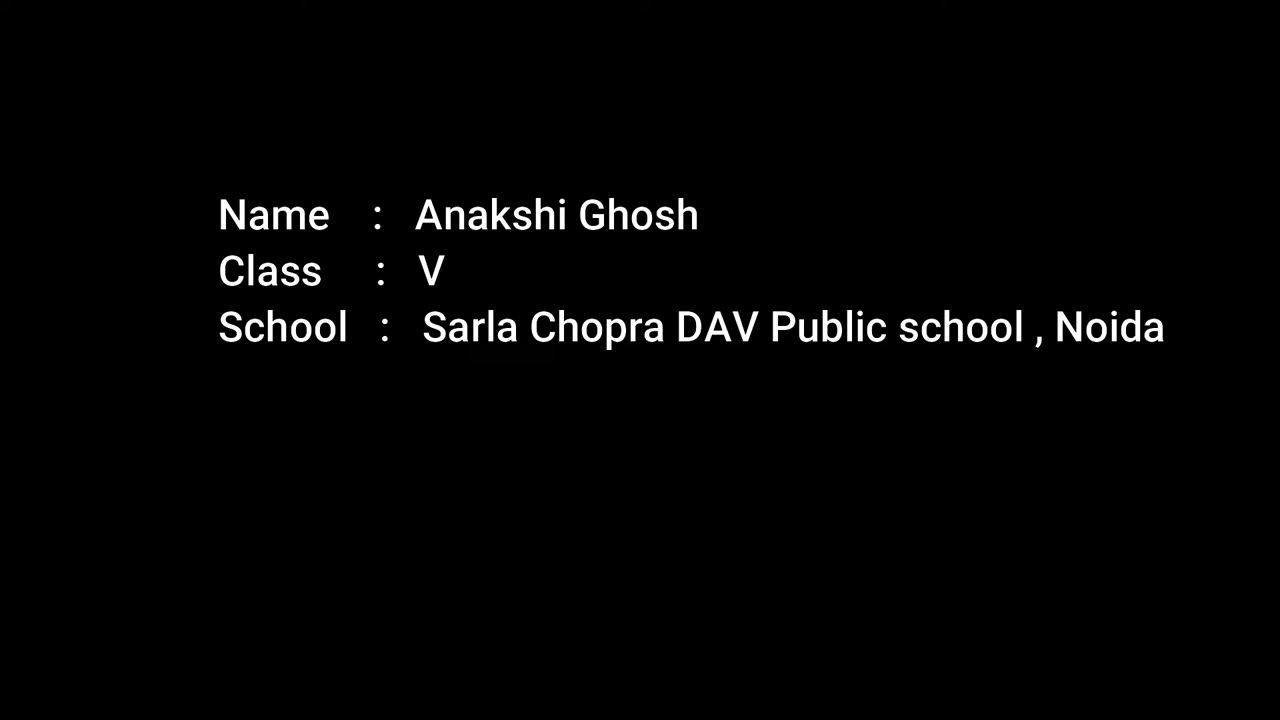 Name : Anakshi Ghosh
Class : V
School : Sarla Chopra DAV Public school , Noida